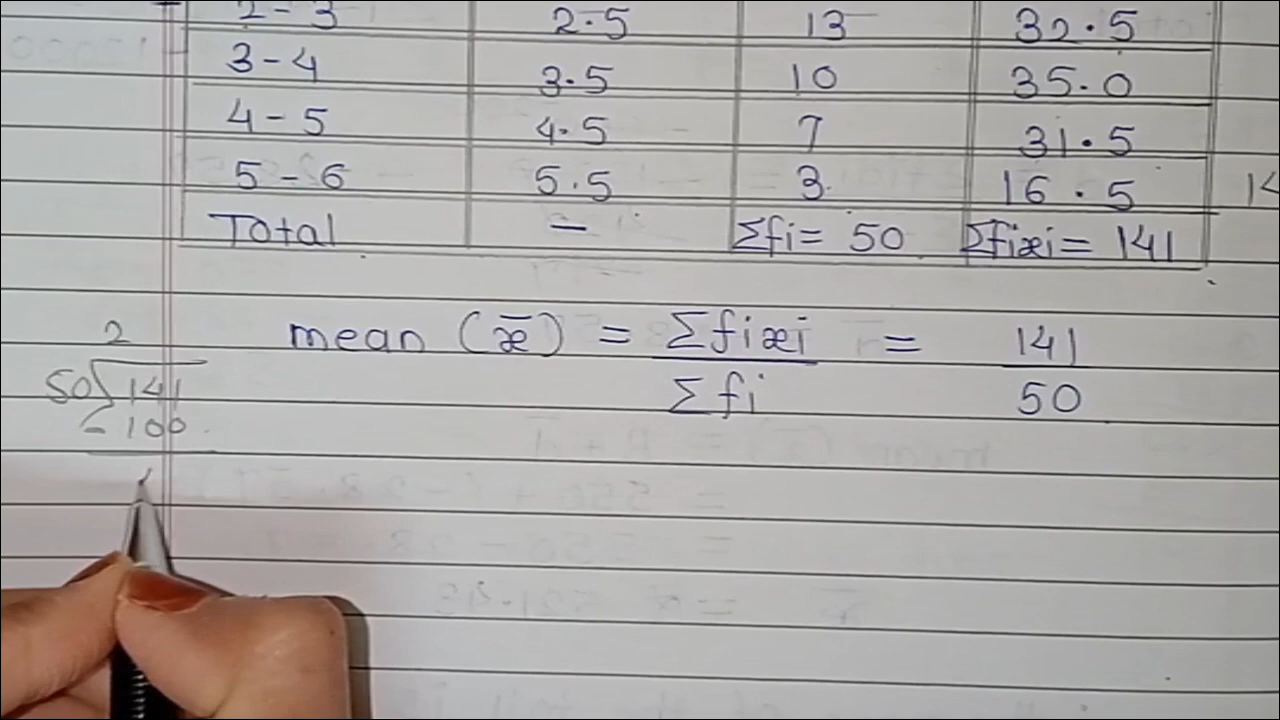 2 - 3 2.5 13 32.5
3 - 4 3.5 10 35.0
4 - 5 4.5 7 31.5
5 - 6 5.5 3 16.5 14
Total - Σfi = 50 Σfixi = 141
mean (x̄) = Σfixi / Σfi = 141 / 50
2
50)141
- 100